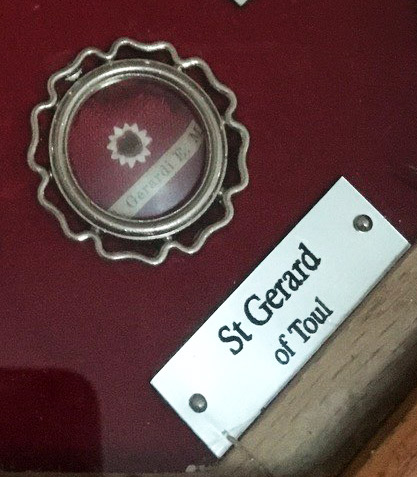 Gerardi E. M
St Gerard
of Toul